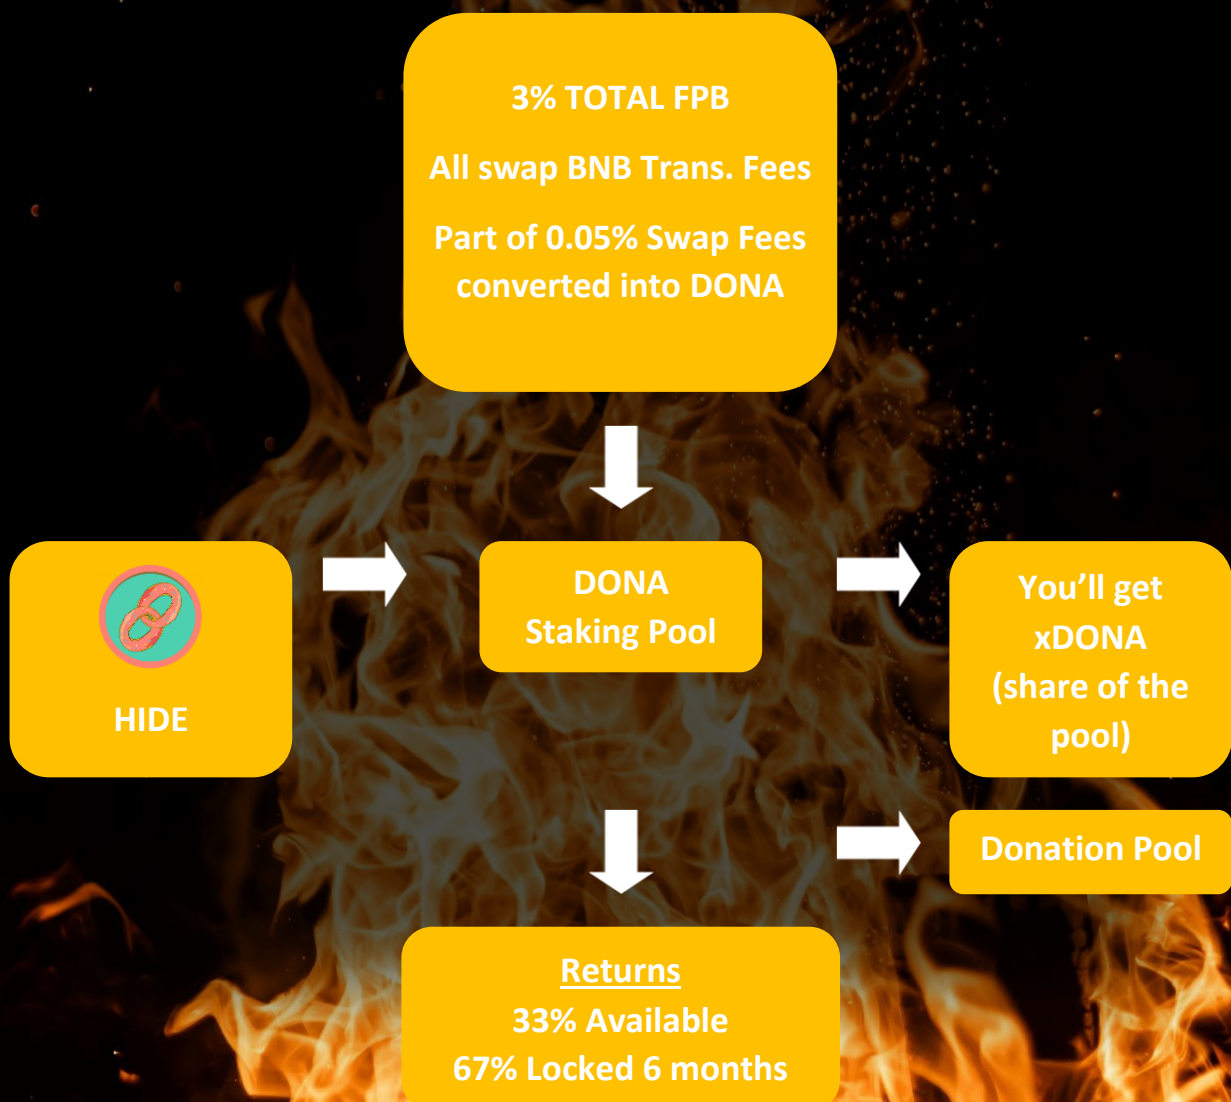 3% TOTAL FPB
All swap BNB Trans. Fees
Part of 0.05% Swap Fees
converted into DONA
HIDE
DONA
Staking Pool
You’ll get
xDONA
(share of the
pool)
Donation Pool
Returns
33% Available
67% Locked 6 months